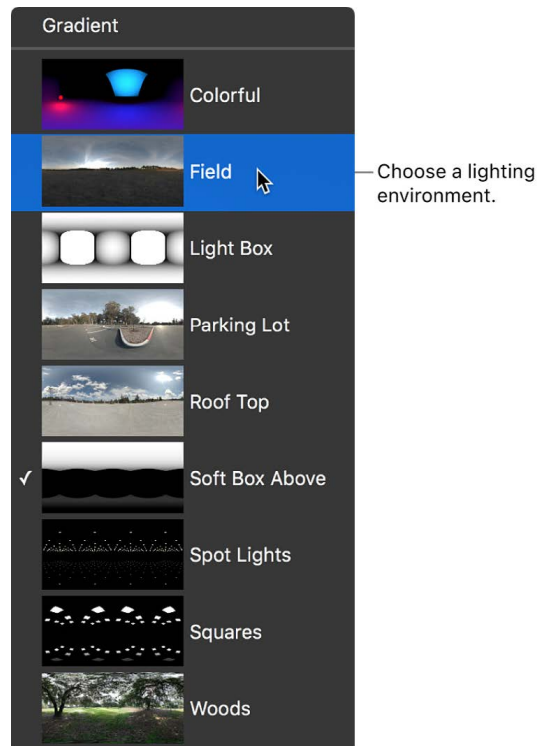 Gradient
Colorful
Field
Choose a lighting
environment.
Light Box
Parking Lot
Roof Top
Soft Box Above
Spot Lights
Squares
Woods